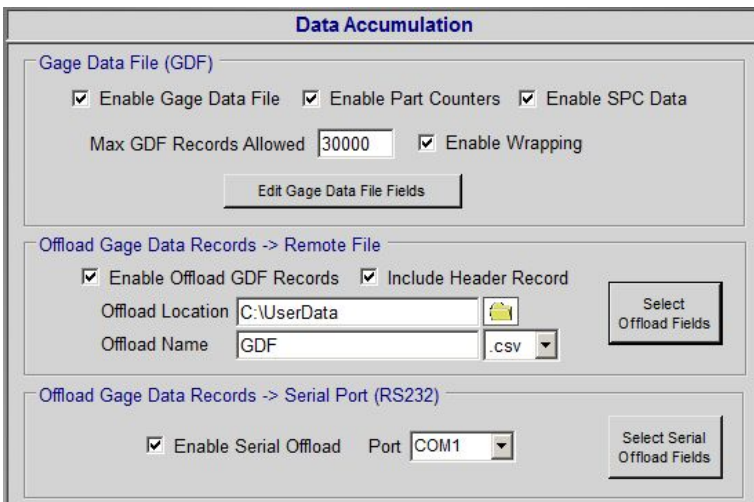 Data Accumulation
Gage Data File (GDF)
Enable Gage Data File Enable Part Counters Enable SPC Data
Max GDF Records Allowed 30000 Enable Wrapping
Edit Gage Data File Fields
Offload Gage Data Records -> Remote File
Enable Offload GDF Records Include Header Record
Offload Location C:\UserData
Offload Name GDF .csv
Select
Offload Fields
Offload Gage Data Records -> Serial Port (RS232)
Enable Serial Offload Port COM1
Select Serial
Offload Fields